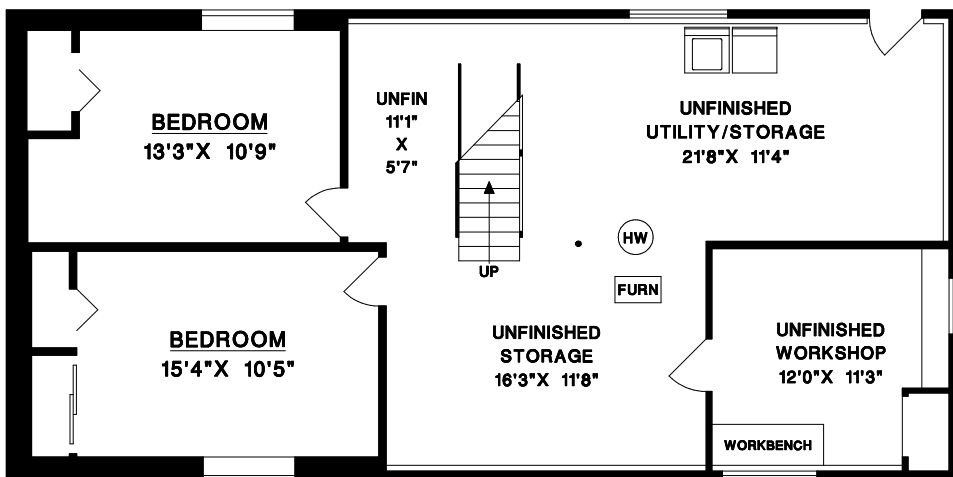 BEDROOM
13'3"X 10'9"
UNFIN
11'1"
X
5'7"
UNFINISHED
UTILITY/STORAGE
21'8"X 11'4"
HW
UP
FURN
BEDROOM
15'4"X 10'5"
UNFINISHED
STORAGE
16'3"X 11'8"
UNFINISHED
WORKSHOP
12'0"X 11'3"
WORKBENCH